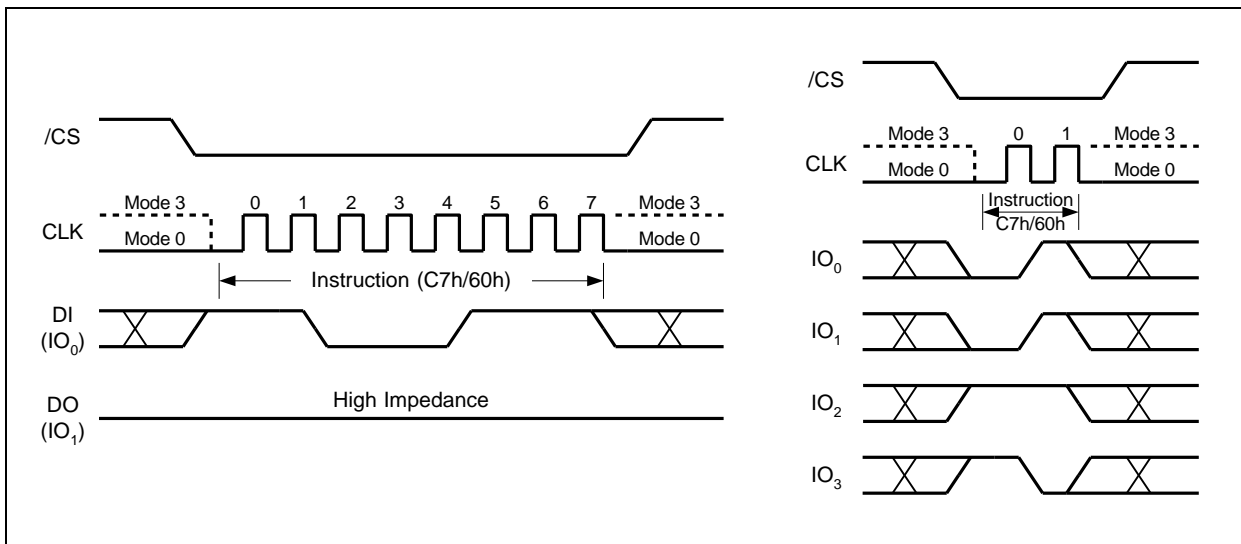 /CS
Mode 3
0 1 2 3 4 5 6 7
Mode 3
CLK
Mode 0
Mode 0
Instruction (C7h/60h)
DI
(IO0)
High Impedance
DO
(IO1)
/CS
Mode 3
0 1
Mode 3
CLK
Mode 0
Mode 0
Instruction
C7h/60h
IO0
IO1
IO2
IO3